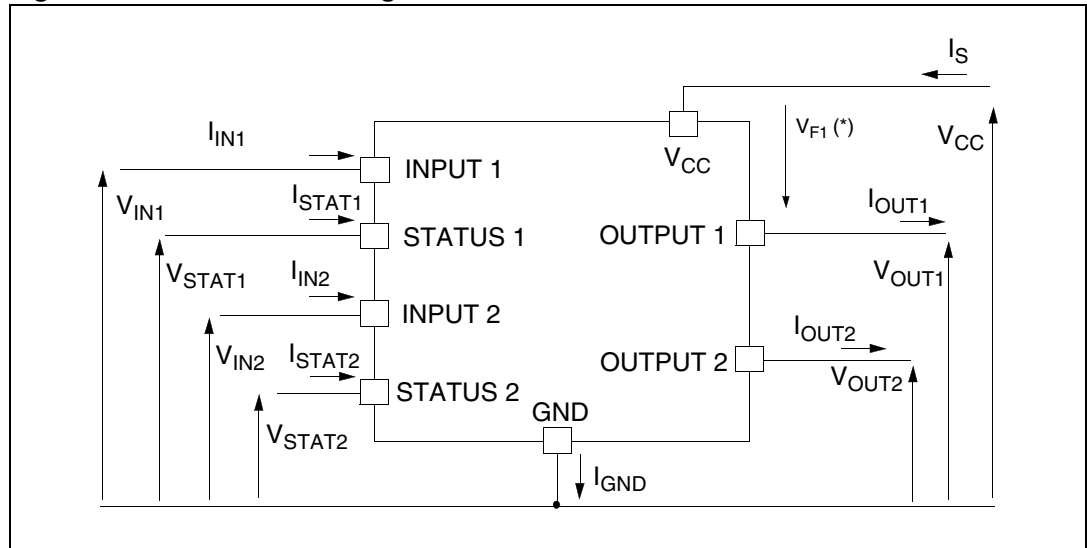 I_S
V_F1 (*)
V_CC
V_CC
I_IN1
INPUT 1
V_IN1
I_STAT1
STATUS 1
OUTPUT 1
I_OUT1
V_STAT1
V_OUT1
I_IN2
INPUT 2
V_IN2
I_OUT2
OUTPUT 2
V_OUT2
I_STAT2
STATUS 2
V_STAT2
GND
I_GND